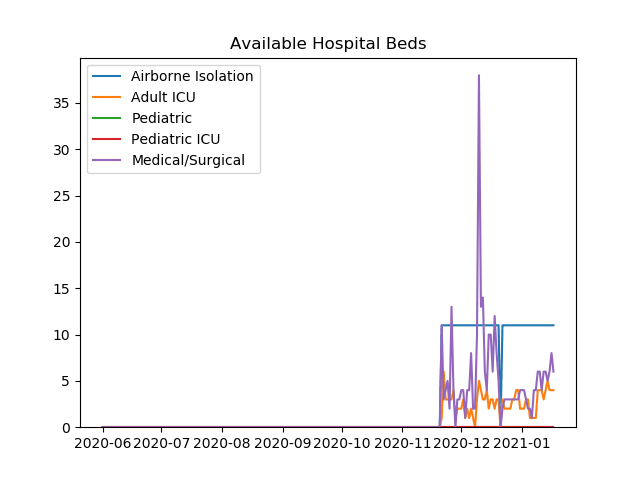 Available Hospital Beds
Airborne Isolation
Adult ICU
Pediatric
Pediatric ICU
Medical/Surgical
35
30
25
20
15
10
5
0
2020-06 2020-07 2020-08 2020-09 2020-10 2020-11 2020-12 2021-01